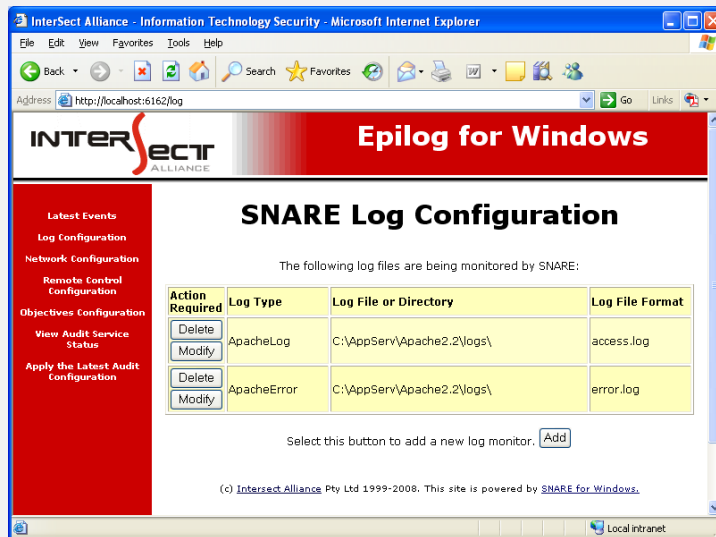 InterSect Alliance - Information Technology Security - Microsoft Internet Explorer
File Edit View Favorites Tools Help
Back Search Favorites
Address http://localhost:6162/log Go Links
INTERSECT
ALLIANCE
Epilog for Windows
Latest Events
Log Configuration
Network Configuration
Remote Control
Configuration
Objectives Configuration
View Audit Service
Status
Apply the Latest Audit
Configuration
SNARE Log Configuration
The following log files are being monitored by SNARE:
Action
Required Log Type Log File or Directory Log File Format
Delete
Modify
ApacheLog C:\AppServ\Apache2.2\logs\ access.log
Delete
Modify
ApacheError C:\AppServ\Apache2.2\logs\ error.log
Select this button to add a new log monitor. Add
(c) Intersect Alliance Pty Ltd 1999-2008. This site is powered by SNARE for Windows.
Local intranet